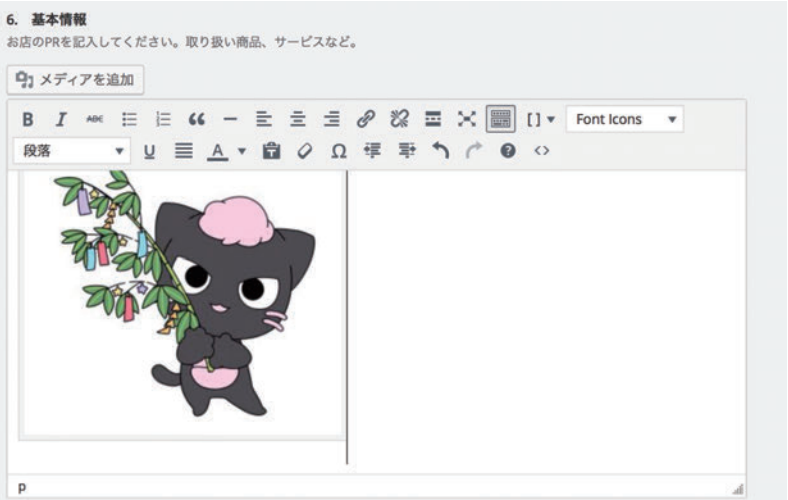 6. 基本情報
お店のPRを記入してください。取り扱い商品、サービスなど。
メディアを追加
B I ABC Font Icons
段落 U A
p